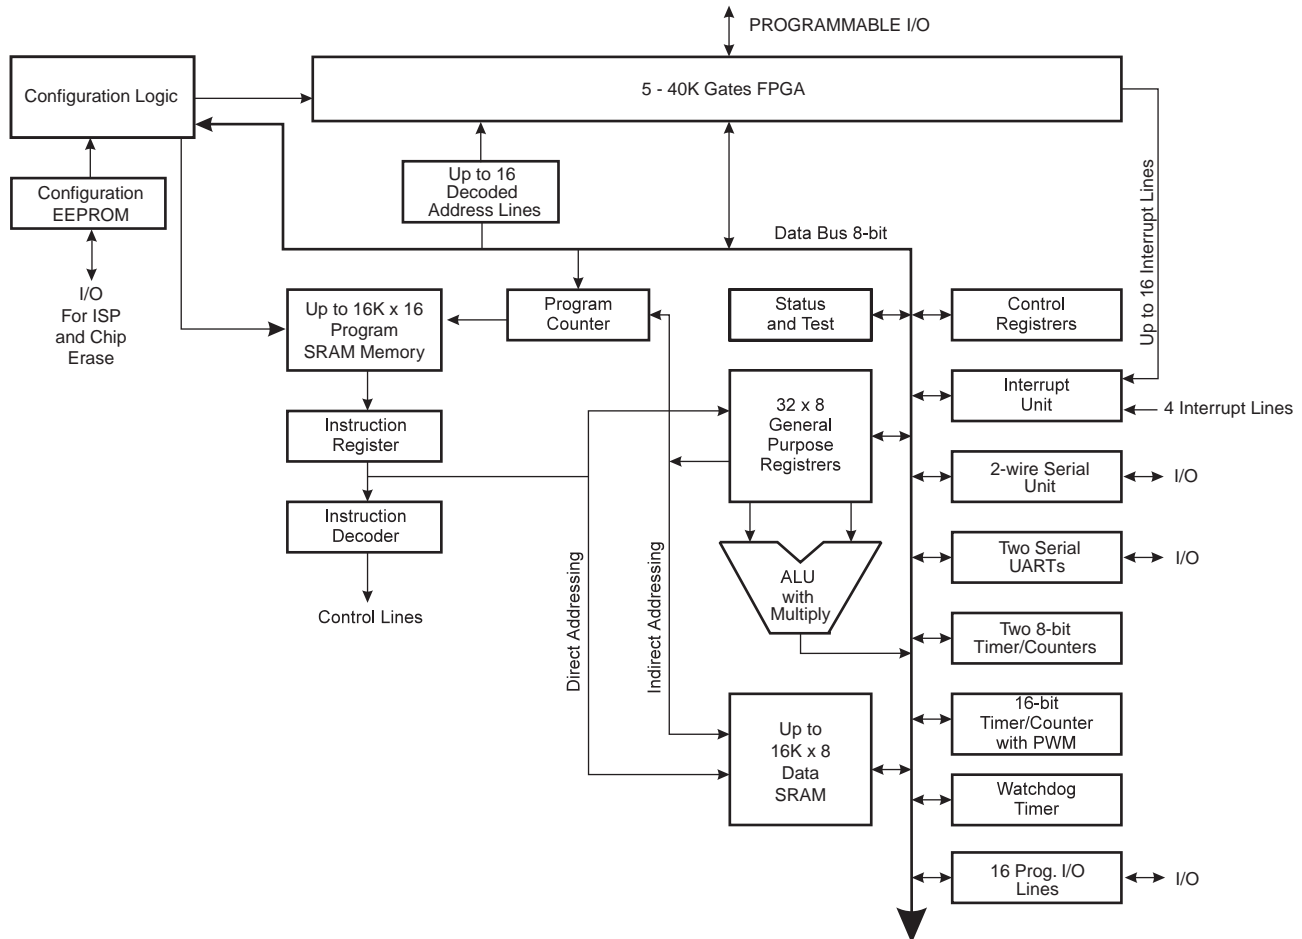 PROGRAMMABLE I/O
Configuration Logic
5 - 40K Gates FPGA
Up to 16
Decoded
Address Lines
Configuration
EEPROM
Data Bus 8-bit
Up to 16 Interrupt Lines
I/O
For ISP
and Chip
Erase
Up to 16K x 16
Program
SRAM Memory
Program
Counter
Status
and Test
Control
Registrers
Interrupt
Unit
4 Interrupt Lines
Instruction
Register
32 x 8
General
Purpose
Registrers
2-wire Serial
Unit
I/O
Instruction
Decoder
Two Serial
UARTs
I/O
Control Lines
Direct Addressing
Indirect Addressing
ALU
with
Multiply
Two 8-bit
Timer/Counters
Up to
16K x 8
Data
SRAM
16-bit
Timer/Counter
with PWM
Watchdog
Timer
16 Prog. I/O
Lines
I/O